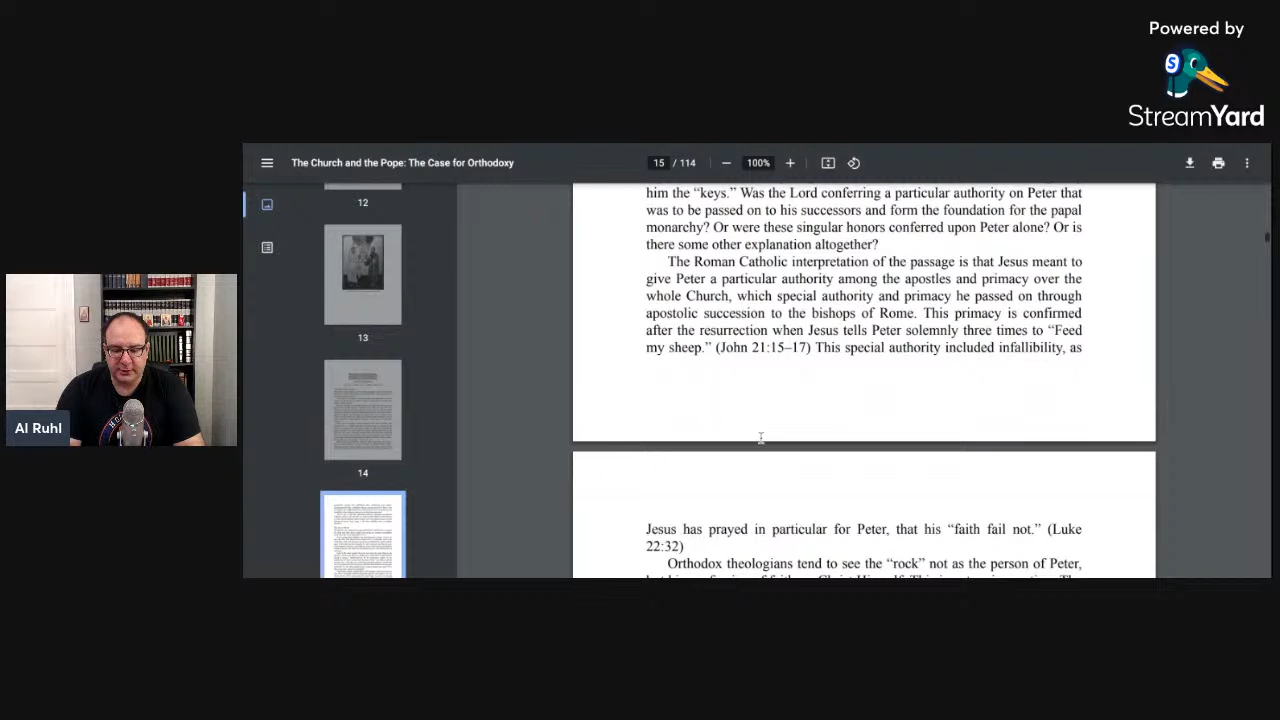 Powered by
S
StreamYard
The Church and the Pope: The Case for Orthodoxy
15 / 114
100%
12
13
14
him the “keys.” Was the Lord conferring a particular authority on Peter that
was to be passed on to his successors and form the foundation for the papal
monarchy? Or were these singular honors conferred upon Peter alone? Or is
there some other explanation altogether?
The Roman Catholic interpretation of the passage is that Jesus meant to
give Peter a particular authority among the apostles and primacy over the
whole Church, which special authority and primacy he passed on through
apostolic succession to the bishops of Rome. This primacy is confirmed
after the resurrection when Jesus tells Peter solemnly three times to “Feed
my sheep.” (John 21:15–17) This special authority included infallibility, as
Jesus has prayed in particular for Peter, that his “faith fail not.” (Luke
22:32)
Orthodox theologians tend to see the “rock” not as the person of Peter,
Al Ruhl